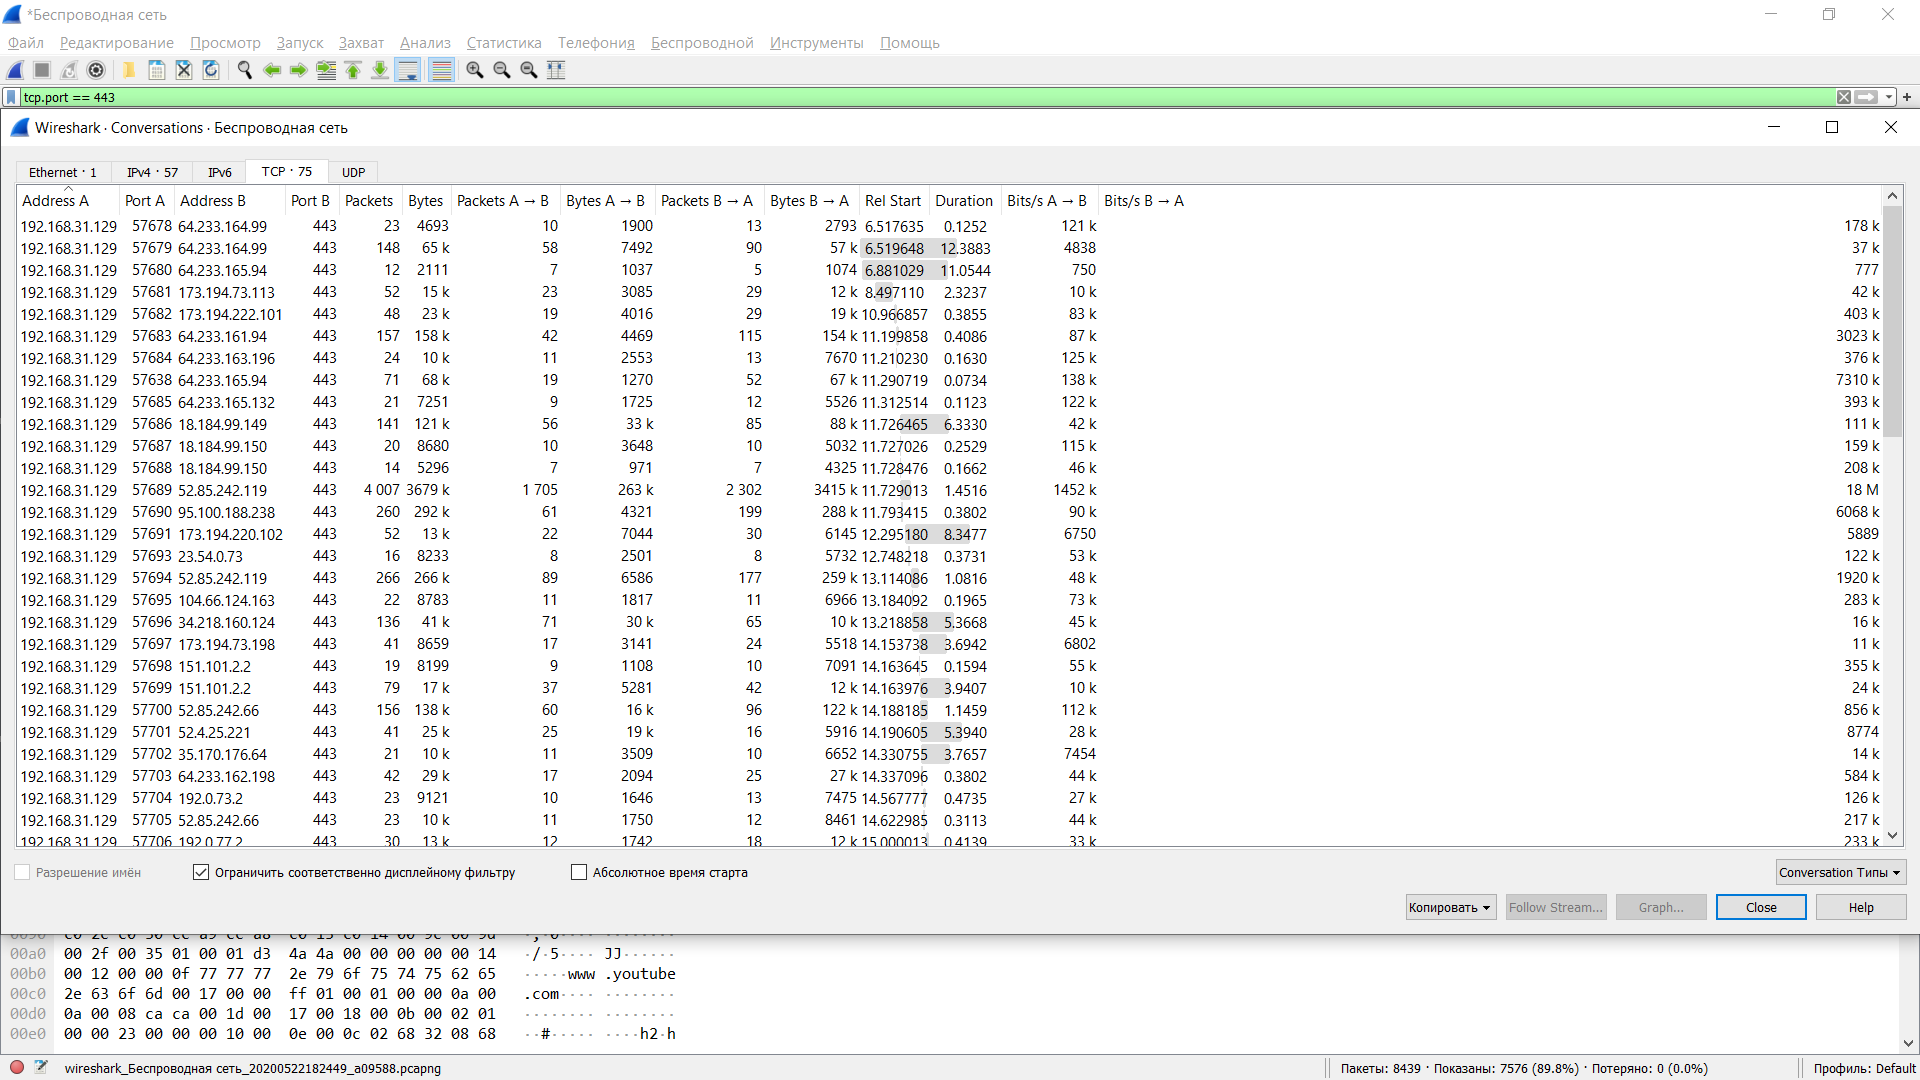 *Беспроводная сеть
Файл Редактирование Просмотр Запуск Захват Анализ Статистика Телефония Беспроводной Инструменты Помощь
tcp.port == 443
Wireshark · Conversations · Беспроводная сеть
Ethernet · 1 IPv4 · 57 IPv6 TCP · 75 UDP
Address A Port A Address B Port B Packets Bytes Packets A → B Bytes A → B Packets B → A Bytes B → A Rel Start Duration Bits/s A → B Bits/s B → A
192.168.31.129 57678 64.233.164.99 443 23 4693 10 1900 13 2793 6.517635 0.1252 121 k 178 k
192.168.31.129 57679 64.233.164.99 443 148 65 k 58 7492 90 57 k 6.519648 12.3883 4838 37 k
192.168.31.129 57680 64.233.165.94 443 12 2111 7 1037 5 1074 6.881029 11.0544 750 777
192.168.31.129 57681 173.194.73.113 443 52 15 k 23 3085 29 12 k 8.497110 2.3237 10 k 42 k
192.168.31.129 57682 173.194.222.101 443 48 23 k 19 4016 29 19 k 10.966857 0.3855 83 k 403 k
192.168.31.129 57683 64.233.161.94 443 157 158 k 42 4469 115 154 k 11.199858 0.4086 87 k 3023 k
192.168.31.129 57684 64.233.163.196 443 24 10 k 11 2553 13 7670 11.210230 0.1630 125 k 376 k
192.168.31.129 57638 64.233.165.94 443 71 68 k 19 1270 52 67 k 11.290719 0.0734 138 k 7310 k
192.168.31.129 57685 64.233.165.132 443 21 7251 9 1725 12 5526 11.312514 0.1123 122 k 393 k
192.168.31.129 57686 18.184.99.149 443 141 121 k 56 33 k 85 88 k 11.726465 6.3330 42 k 111 k
192.168.31.129 57687 18.184.99.150 443 20 8680 10 3648 10 5032 11.727026 0.2529 115 k 159 k
192.168.31.129 57688 18.184.99.150 443 14 5296 7 971 7 4325 11.728476 0.1662 46 k 208 k
192.168.31.129 57689 52.85.242.119 443 4 007 3679 k 1 705 263 k 2 302 3415 k 11.729013 1.4516 1452 k 18 M
192.168.31.129 57690 95.100.188.238 443 260 292 k 61 4321 199 288 k 11.793415 0.3802 90 k 6068 k
192.168.31.129 57691 173.194.220.102 443 52 13 k 22 7044 30 6145 12.295180 8.3477 6750 5889
192.168.31.129 57693 23.54.0.73 443 16 8233 8 2501 8 5732 12.748218 0.3731 53 k 122 k
192.168.31.129 57694 52.85.242.119 443 266 266 k 89 6586 177 259 k 13.114086 1.0816 48 k 1920 k
192.168.31.129 57695 104.66.124.163 443 22 8783 11 1817 11 6966 13.184092 0.1965 73 k 283 k
192.168.31.129 57696 34.218.160.124 443 136 41 k 71 30 k 65 10 k 13.218858 5.3668 45 k 16 k
192.168.31.129 57697 173.194.73.198 443 41 8659 17 3141 24 5518 14.153738 3.6942 6802 11 k
192.168.31.129 57698 151.101.2.2 443 19 8199 9 1108 10 7091 14.163645 0.1594 55 k 355 k
192.168.31.129 57699 151.101.2.2 443 79 17 k 37 5281 42 12 k 14.163976 3.9407 10 k 24 k
192.168.31.129 57700 52.85.242.66 443 156 138 k 60 16 k 96 122 k 14.188185 1.1459 112 k 856 k
192.168.31.129 57701 52.4.25.221 443 41 25 k 25 19 k 16 5916 14.190605 5.3940 28 k 8774
192.168.31.129 57702 35.170.176.64 443 21 10 k 11 3509 10 6652 14.330755 3.7657 7454 14 k
192.168.31.129 57703 64.233.162.198 443 42 29 k 17 2094 25 27 k 14.337096 0.3802 44 k 584 k
192.168.31.129 57704 192.0.73.2 443 23 9121 10 1646 13 7475 14.567777 0.4735 27 k 126 k
192.168.31.129 57705 52.85.242.66 443 23 10 k 11 1750 12 8461 14.622985 0.3113 44 k 217 k
192.168.31.129 57706 192.0.77.2 443 30 13 k 12 1742 18 12 k 15.000013 0.4139 33 k 233 k
Разрешение имён Ограничить соответственно дисплейному фильтру Абсолютное время старта Conversation Типы
Копировать Follow Stream... Graph... Close Help
00a0 00 2f 00 35 01 00 01 d3 4a 4a 00 00 00 00 00 14 ·/·5···· JJ······
00b0 00 12 00 00 0f 77 77 77 2e 79 6f 75 74 75 62 65 ·····www .youtube
00c0 2e 63 6f 6d 00 17 00 00 ff 01 00 01 00 00 0a 00 .com···· ········
00d0 0a 00 08 ca ca 00 1d 00 17 00 18 00 0b 00 02 01 ········ ········
00e0 00 00 23 00 00 00 10 00 0e 00 0c 02 68 32 08 68 ··#····· ····h2·h
wireshark_Беспроводная сеть_20200522182449_a09588.pcapng Пакеты: 8439 · Показаны: 7576 (89.8%) · Потеряно: 0 (0.0%) Профиль: Default